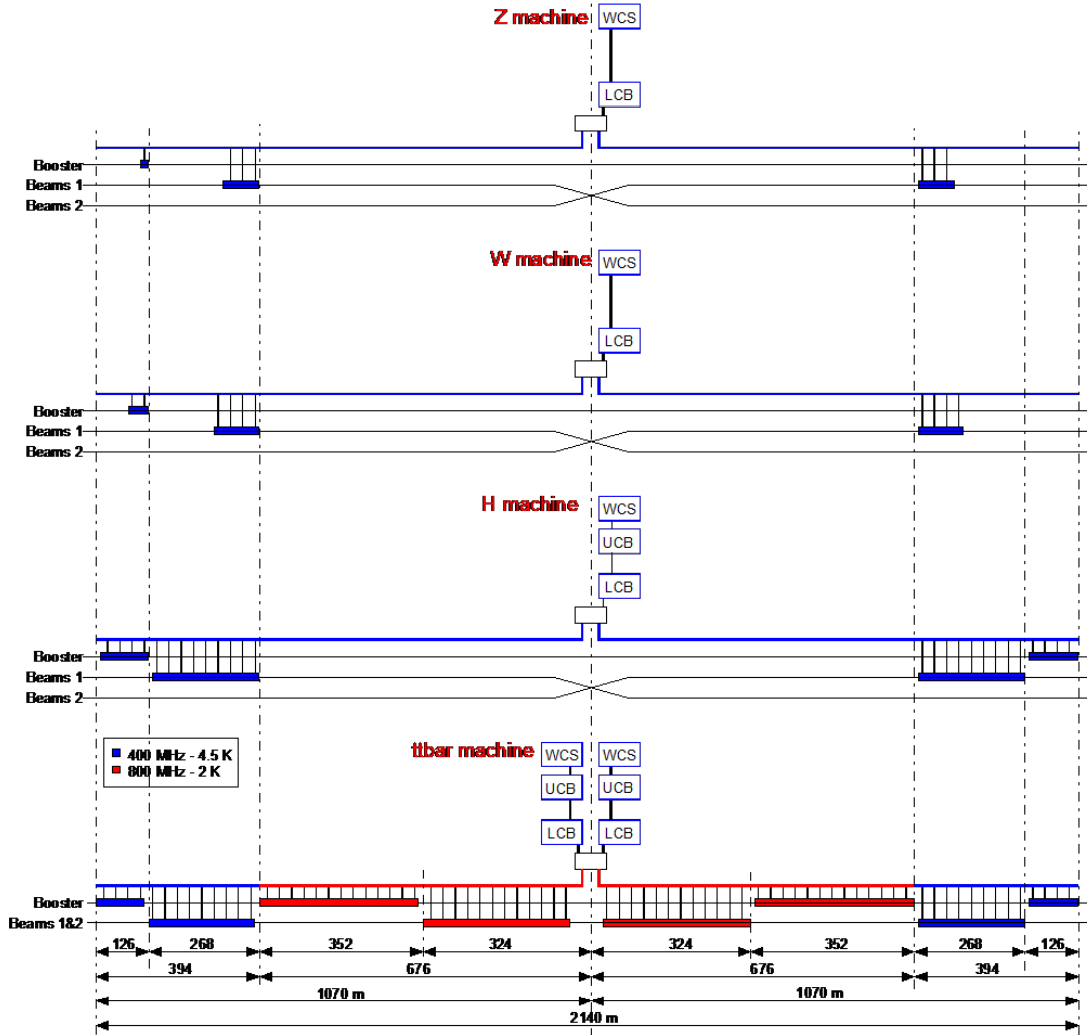 Z machine
WCS
LCB
Booster
Beams 1
Beams 2
W machine
WCS
LCB
Booster
Beams 1
Beams 2
H machine
WCS
UCB
LCB
Booster
Beams 1
Beams 2
400 MHz - 4.5 K
800 MHz - 2 K
ttbar machine
WCS WCS
UCB UCB
LCB LCB
Booster
Beams 1&2
126 268 352 324 324 352 268 126
394 676 676 394
1070 m 1070 m
2140 m